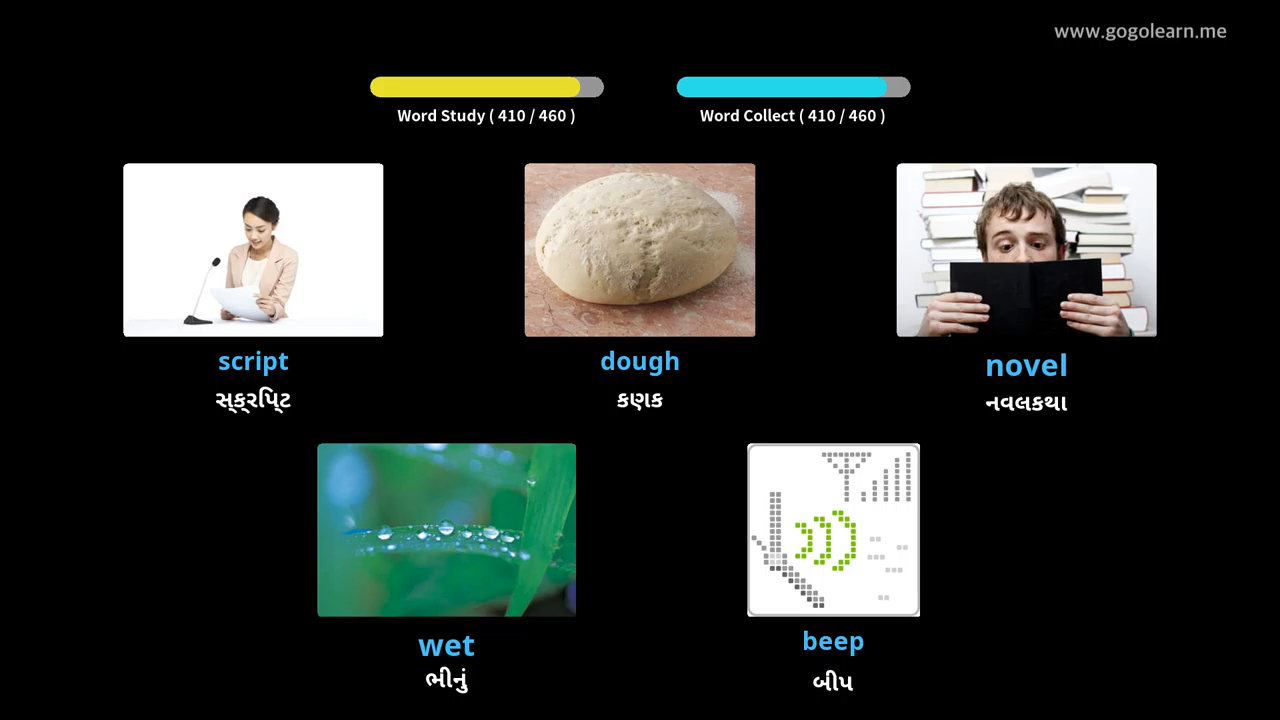 www.gogolearn.me
Word Study ( 410 / 460 ) Word Collect ( 410 / 460 )
script dough novel
સ્ક્રિપ્ટ કણક નવલકથા
wet beep
ભીનું બીપ